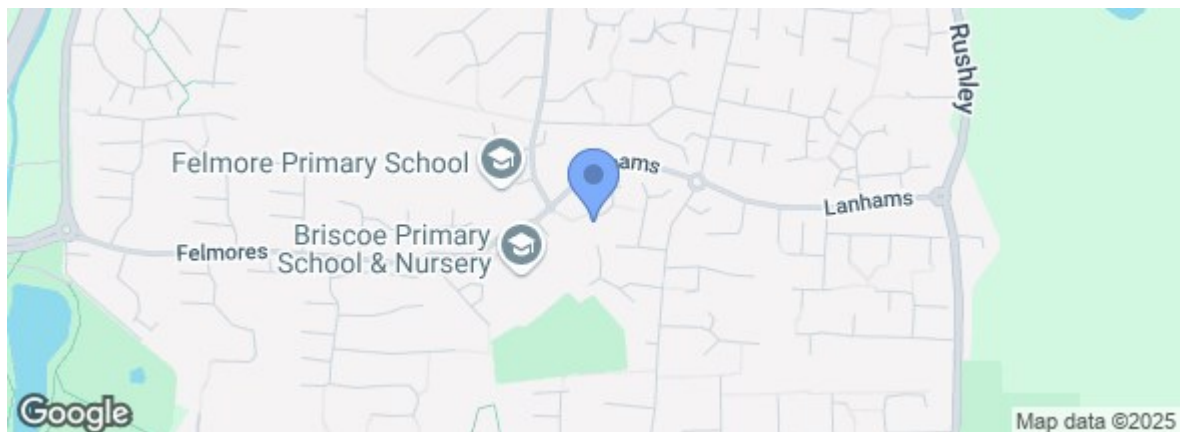 Rushley
Felmore Primary School
Lanhams
Briscoe Primary
School & Nursery
Felmores
Google
Map data ©2025